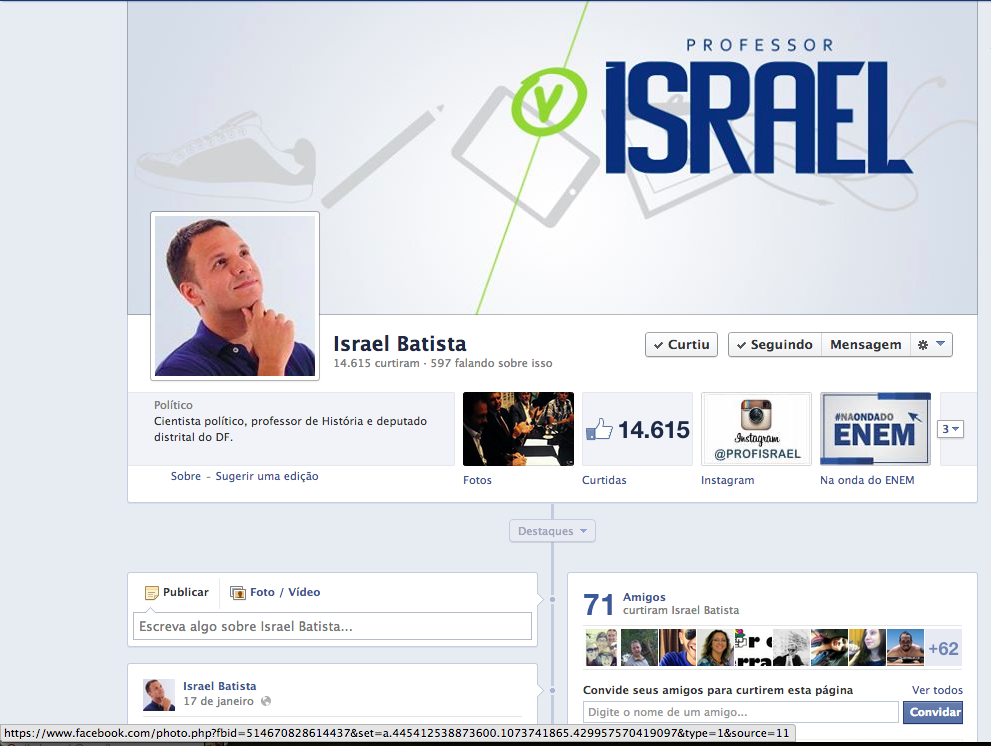 PROFESSOR
V
ISRAEL
Israel Batista
14.615 curtiram · 597 falando sobre isso
Curtiu
Seguindo
Mensagem
Político
Cientista político, professor de História e deputado
distrital do DF.
Sobre – Sugerir uma edição
14.615
Instagram
@PROFISRAEL
#NAONDADO
ENEM
3
Fotos
Curtidas
Instagram
Na onda do ENEM
Destaques
Publicar
Foto / Vídeo
Escreva algo sobre Israel Batista...
Israel Batista
17 de janeiro
71
Amigos
curtiram Israel Batista
+62
Convide seus amigos para curtirem esta página
Ver todos
Digite o nome de um amigo...
Convidar
https://www.facebook.com/photo.php?fbid=514670828614437&set=a.445412538873600.1073741865.429957570419097&type=1&source=11